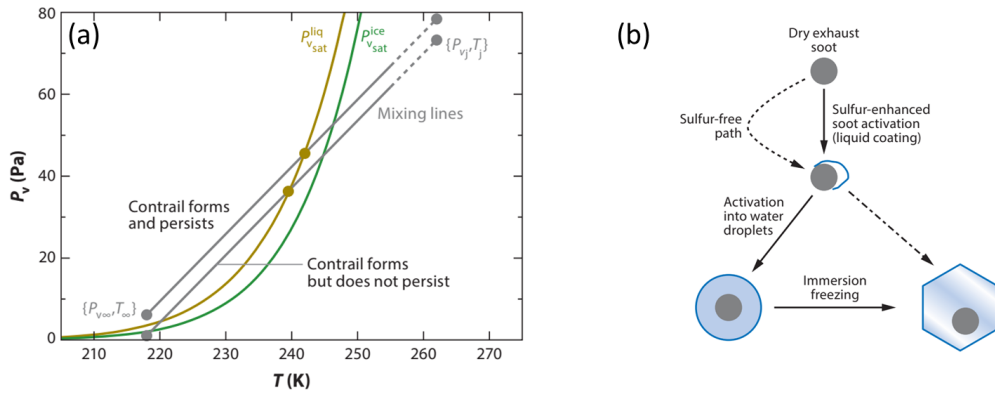 (a)
80
60
40
20
0
P_v (Pa)
P^liq_v_sat
P^ice_v_sat
{P_vj,T_j}
Mixing lines
Contrail forms
and persists
Contrail forms
but does not persist
{P_v∞,T_∞}
210
220
230
240
250
260
270
T (K)
(b)
Dry exhaust
soot
Sulfur-free
path
Sulfur-enhanced
soot activation
(liquid coating)
Activation
into water
droplets
Immersion
freezing